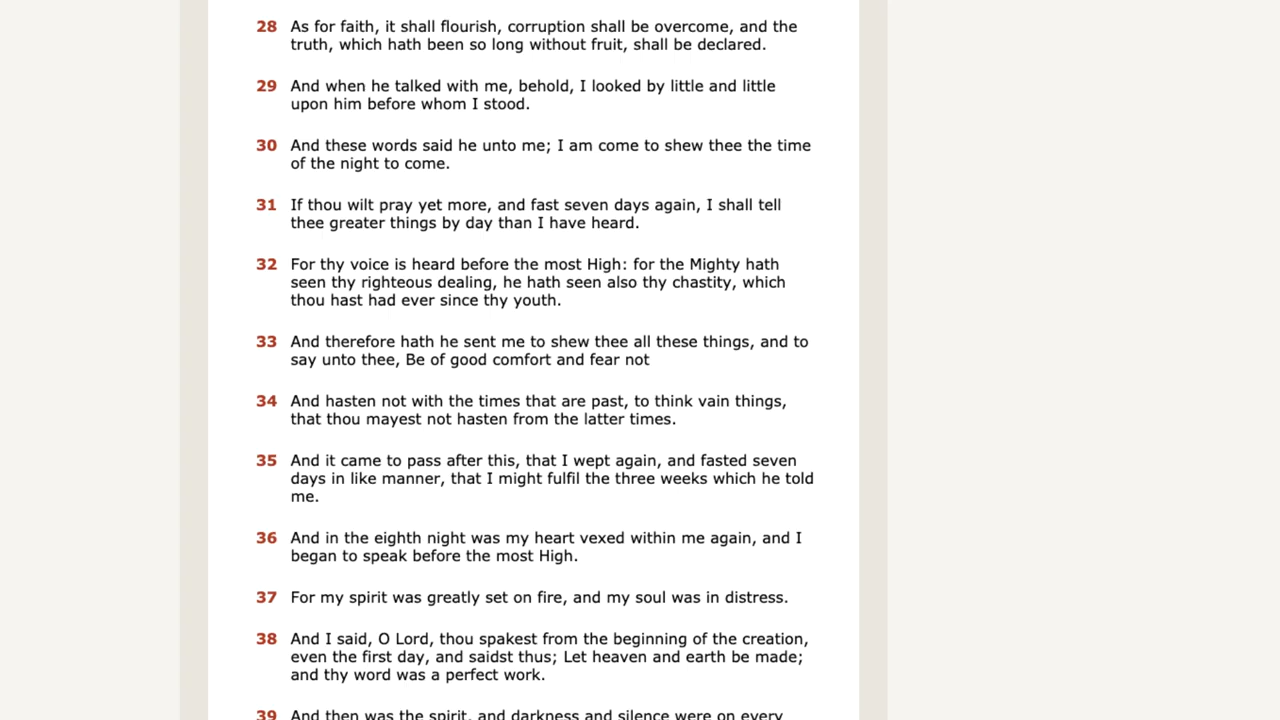 28 As for faith, it shall flourish, corruption shall be overcome, and the
truth, which hath been so long without fruit, shall be declared.
29 And when he talked with me, behold, I looked by little and little
upon him before whom I stood.
30 And these words said he unto me; I am come to shew thee the time
of the night to come.
31 If thou wilt pray yet more, and fast seven days again, I shall tell
thee greater things by day than I have heard.
32 For thy voice is heard before the most High: for the Mighty hath
seen thy righteous dealing, he hath seen also thy chastity, which
thou hast had ever since thy youth.
33 And therefore hath he sent me to shew thee all these things, and to
say unto thee, Be of good comfort and fear not
34 And hasten not with the times that are past, to think vain things,
that thou mayest not hasten from the latter times.
35 And it came to pass after this, that I wept again, and fasted seven
days in like manner, that I might fulfil the three weeks which he told
me.
36 And in the eighth night was my heart vexed within me again, and I
began to speak before the most High.
37 For my spirit was greatly set on fire, and my soul was in distress.
38 And I said, O Lord, thou spakest from the beginning of the creation,
even the first day, and saidst thus; Let heaven and earth be made;
and thy word was a perfect work.
39 And then was the spirit, and darkness and silence were on every